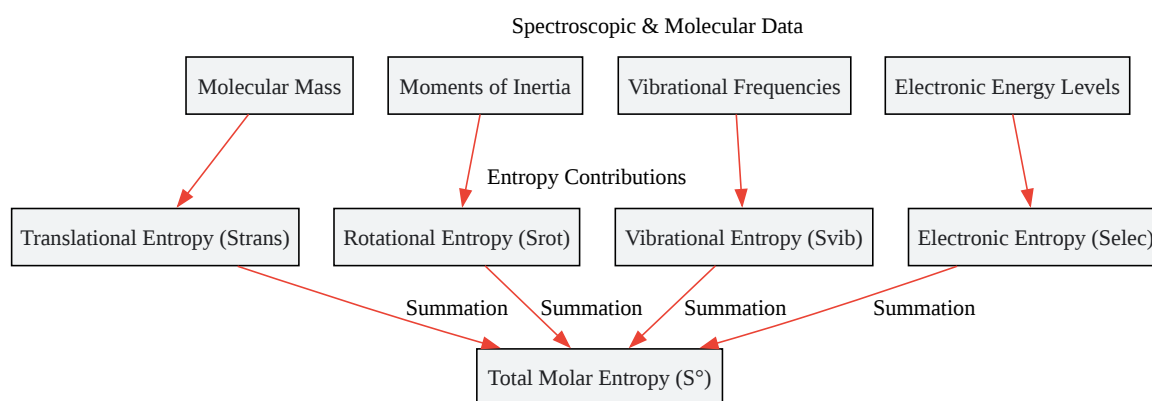 Spectroscopic & Molecular Data
Molecular Mass
Moments of Inertia
Vibrational Frequencies
Electronic Energy Levels
Entropy Contributions
Translational Entropy (Strans)
Rotational Entropy (Srot)
Vibrational Entropy (Svib)
Electronic Entropy (Selec)
Summation
Summation
Summation
Summation
Total Molar Entropy (S°)